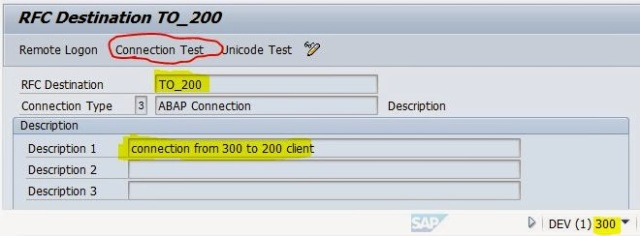 RFC Destination TO_200
Remote Logon Connection Test Unicode Test
RFC Destination TO_200
Connection Type 3 ABAP Connection Description
Description
Description 1 connection from 300 to 200 client
Description 2
Description 3
SAP DEV (1) 300